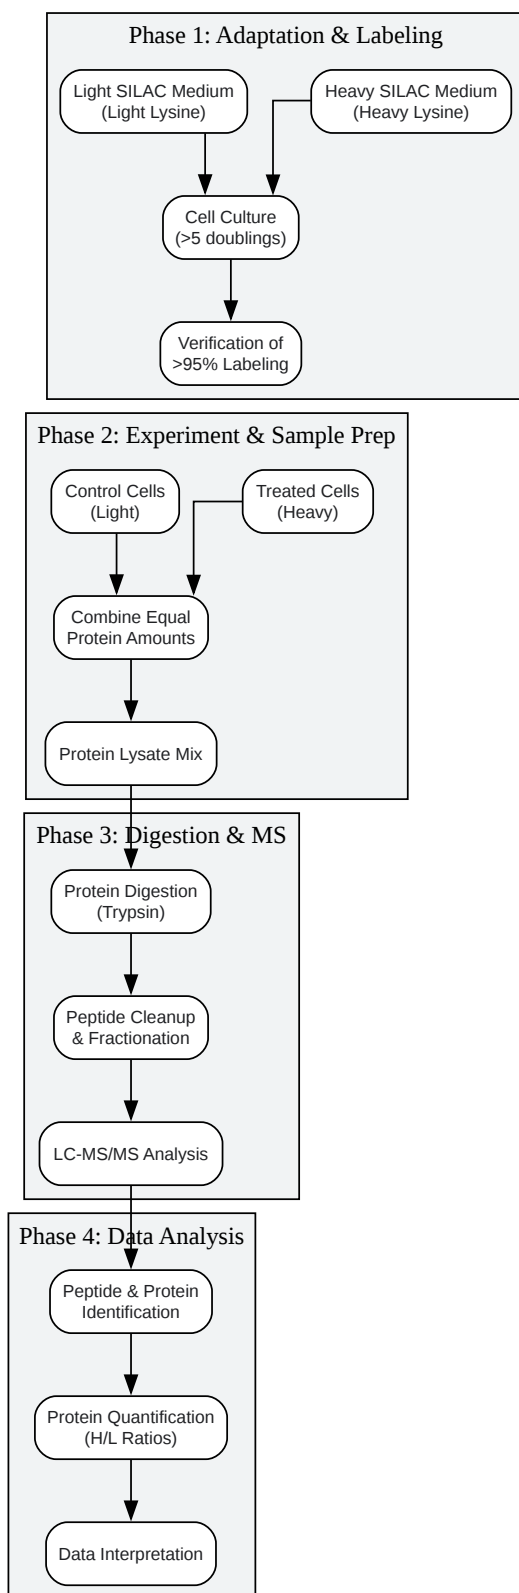 Phase 1: Adaptation & Labeling
Light SILAC Medium
(Light Lysine)
Heavy SILAC Medium
(Heavy Lysine)
Cell Culture
(>5 doublings)
Verification of
>95% Labeling
Phase 2: Experiment & Sample Prep
Control Cells
(Light)
Treated Cells
(Heavy)
Combine Equal
Protein Amounts
Protein Lysate Mix
Phase 3: Digestion & MS
Protein Digestion
(Trypsin)
Peptide Cleanup
& Fractionation
LC-MS/MS Analysis
Phase 4: Data Analysis
Peptide & Protein
Identification
Protein Quantification
(H/L Ratios)
Data Interpretation